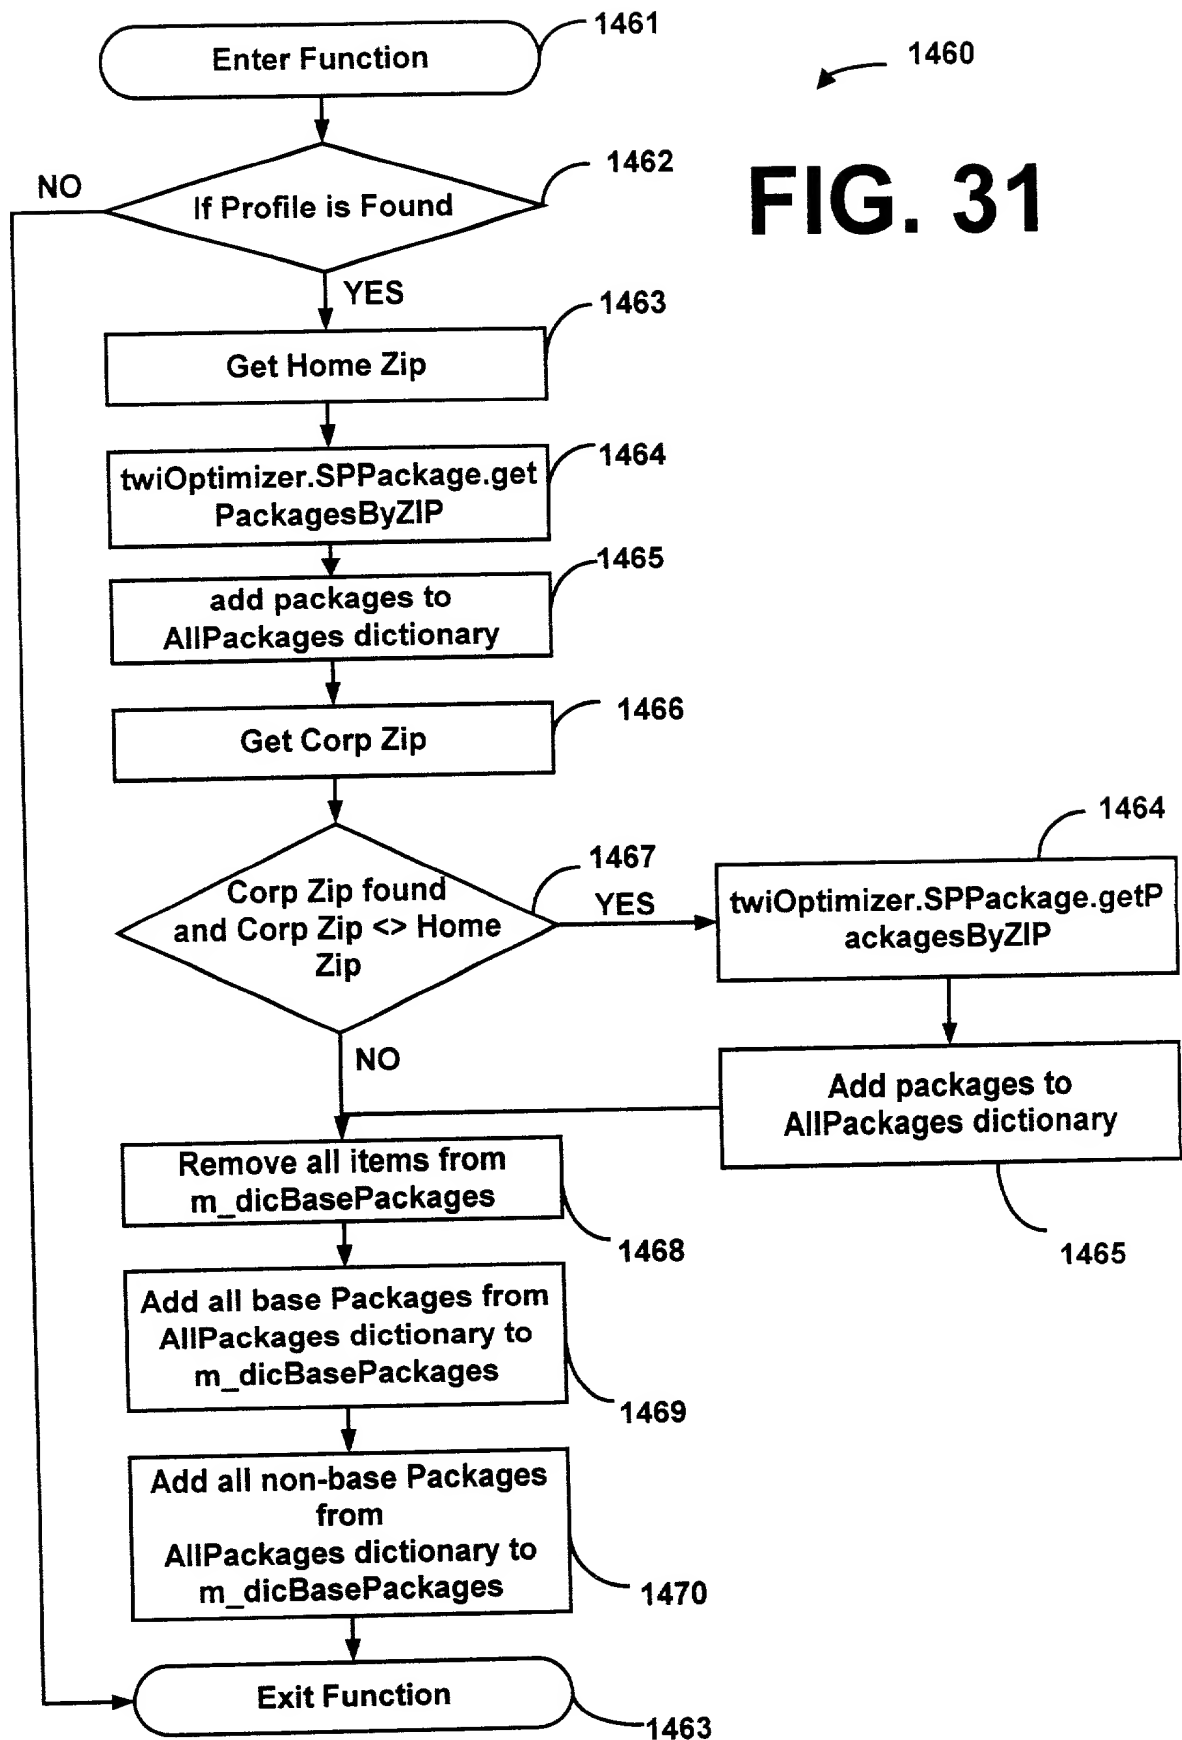 1461
Enter Function
1460
FIG. 31
1462
NO
If Profile is Found
YES
1463
Get Home Zip
1464
twiOptimizer.SPPackage.get
PackagesByZIP
1465
add packages to
AllPackages dictionary
1466
Get Corp Zip
1464
1467
Corp Zip found
and Corp Zip <> Home
Zip
YES
twiOptimizer.SPPackage.getP
ackagesByZIP
NO
Add packages to
AllPackages dictionary
1465
Remove all items from
m_dicBasePackages
1468
Add all base Packages from
AllPackages dictionary to
m_dicBasePackages
1469
Add all non-base Packages
from
AllPackages dictionary to
m_dicBasePackages
1470
Exit Function
1463